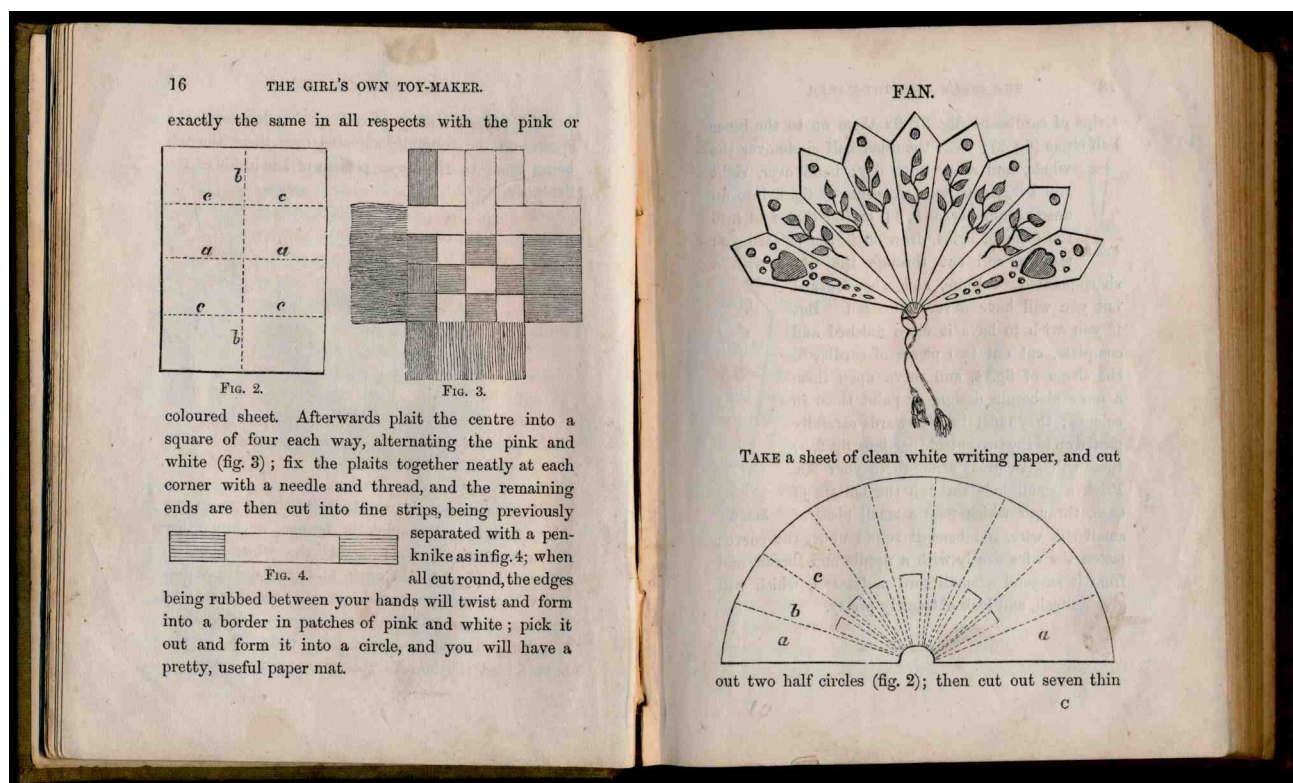 16 THE GIRL'S OWN TOY-MAKER.
exactly the same in all respects with the pink or
b
c c
a a
c c
b
FIG. 2. FIG. 3.
coloured sheet. Afterwards plait the centre into a
square of four each way, alternating the pink and
white (fig. 3) ; fix the plaits together neatly at each
corner with a needle and thread, and the remaining
ends are then cut into fine strips, being previously
separated with a pen-
knike as in fig. 4; when
FIG. 4.
all cut round, the edges
being rubbed between your hands will twist and form
into a border in patches of pink and white ; pick it
out and form it into a circle, and you will have a
pretty, useful paper mat.
FAN.
TAKE a sheet of clean white writing paper, and cut
c
b
a a
out two half circles (fig. 2); then cut out seven thin
C